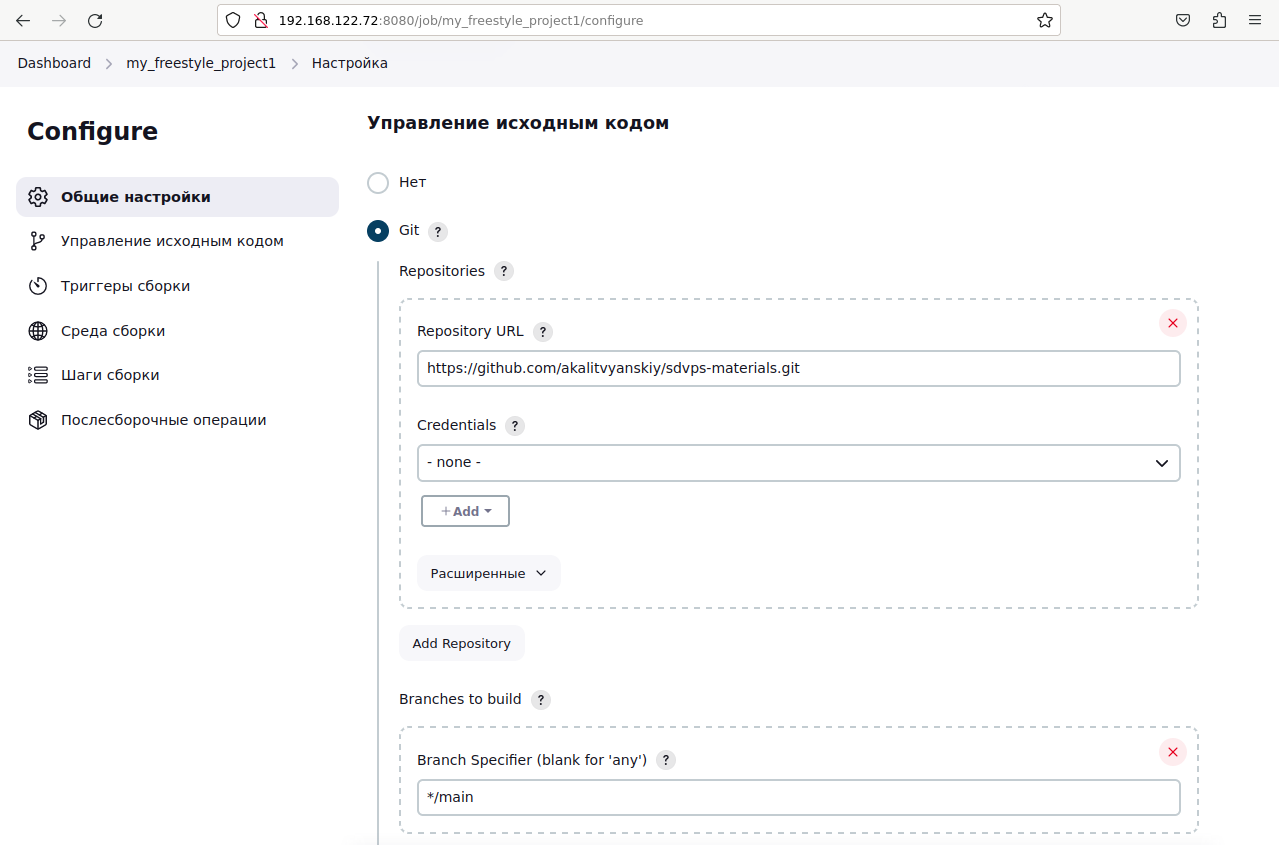 192.168.122.72:8080/job/my_freestyle_project1/configure
Dashboard > my_freestyle_project1 > Настройка
Configure
Общие настройки
Управление исходным кодом
Триггеры сборки
Среда сборки
Шаги сборки
Послесборочные операции
Управление исходным кодом
Нет
Git ?
Repositories ?
Repository URL ?
https://github.com/akalitvyanskiy/sdvps-materials.git
Credentials ?
- none -
+ Add
Расширенные
Add Repository
Branches to build ?
Branch Specifier (blank for 'any') ?
*/main